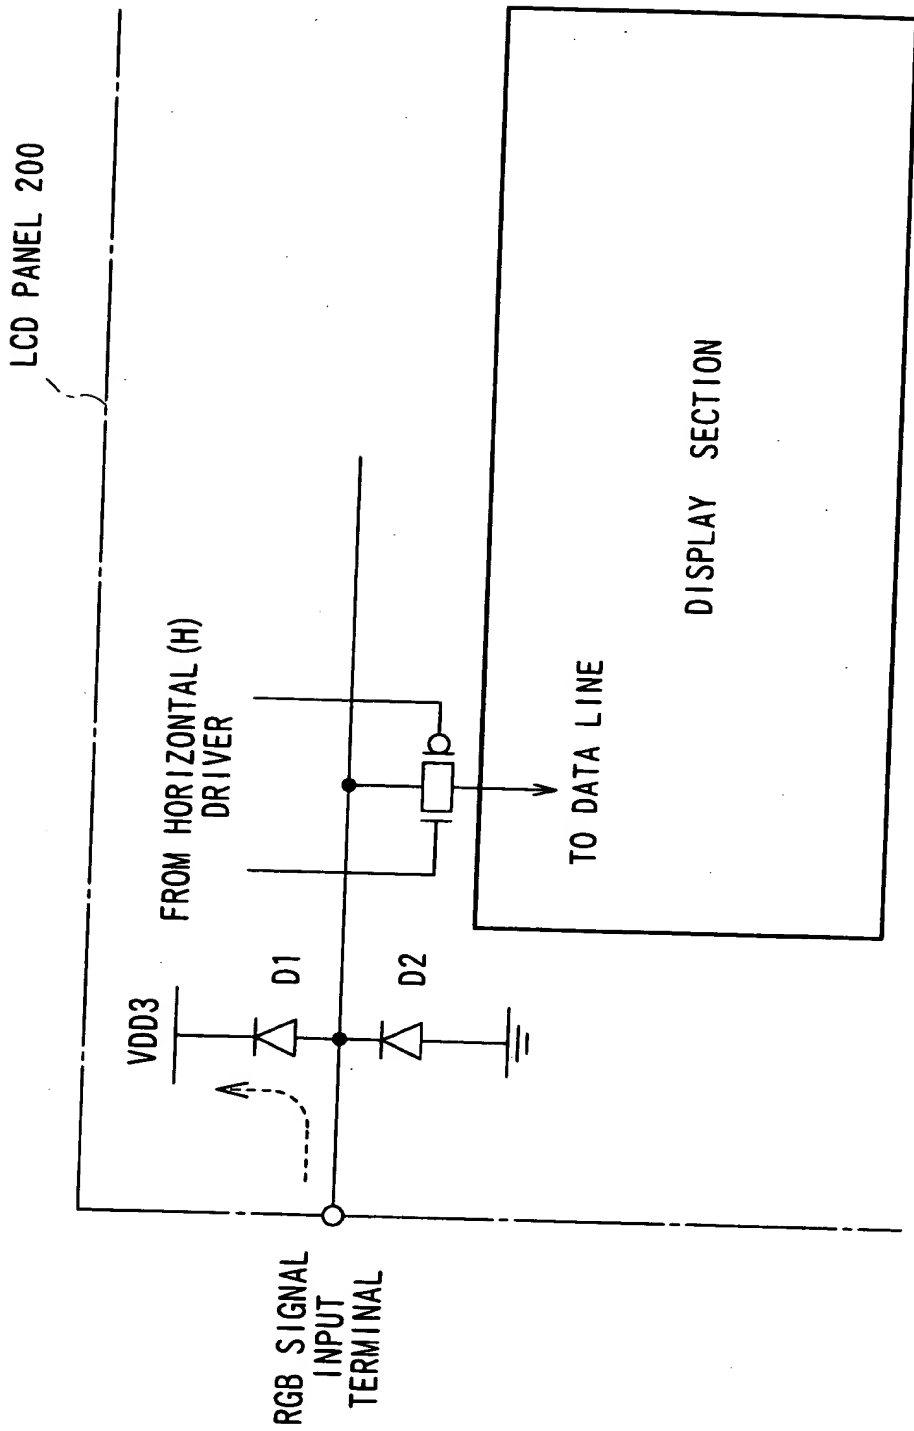 LCD PANEL 200
FROM HORIZONTAL(H)
DRIVER
VDD3
D1
D2
RGB SIGNAL
INPUT
TERMINAL
TO DATA LINE
DISPLAY SECTION